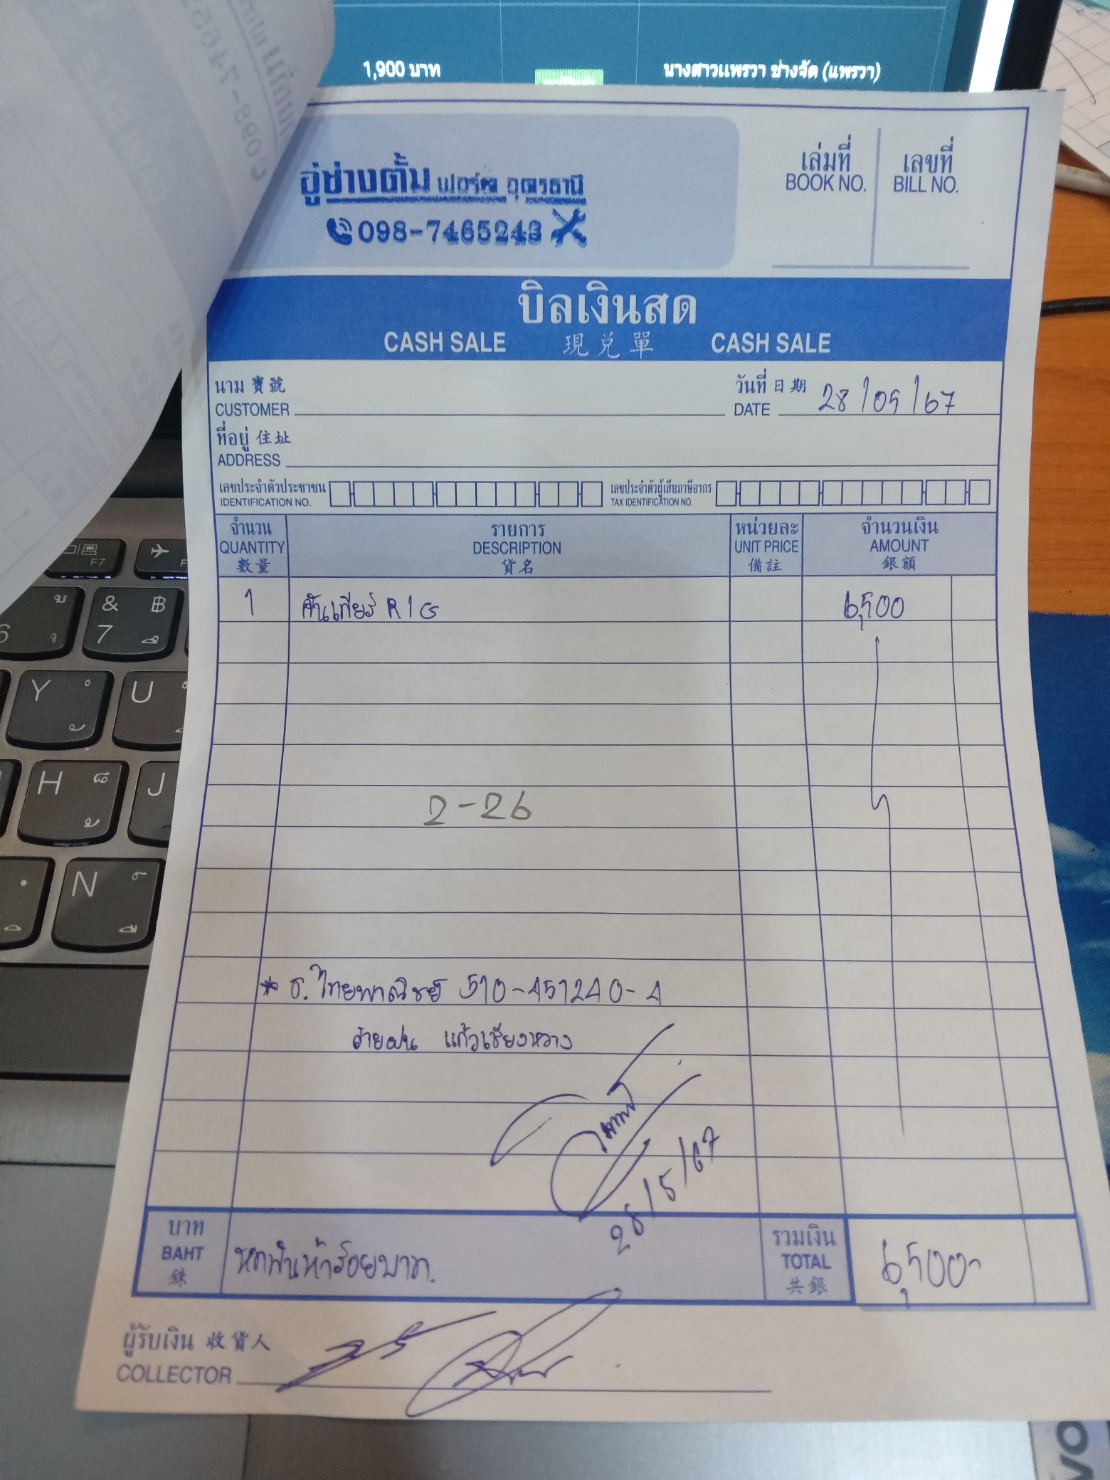 1,900 บาท
นางสาวแพรวา ช่างจัด (แพรวา)
อู่ช่างตั้ม ฟอร์ด อุดรธานี
098-7465243
เล่มที่
BOOK NO.
เลขที่
BILL NO.
บิลเงินสด
CASH SALE 現兌單 CASH SALE
นาม 寶號
CUSTOMER
วันที่ 日期
DATE 28/05/67
ที่อยู่ 住址
ADDRESS
เลขประจำตัวประชาชน
IDENTIFICATION NO.
เลขประจำตัวผู้เสียภาษีอากร
TAX IDENTIFICATION NO.
จำนวน
QUANTITY
數量
รายการ
DESCRIPTION
貨名
หน่วยละ
UNIT PRICE
備註
จำนวนเงิน
AMOUNT
銀額
1 คันเกียร์ R1G 6,500
2-26
* ธ.ไทยพาณิชย์ 510-451240-4
สายฝน แก้วเชียงหวาง
28/5/67
บาท
BAHT
銖
หกพันห้าร้อยบาท.
รวมเงิน
TOTAL
共銀
6,500-
ผู้รับเงิน 收貨人
COLLECTOR
F7
& ฿
7
Y
U
H
J
N